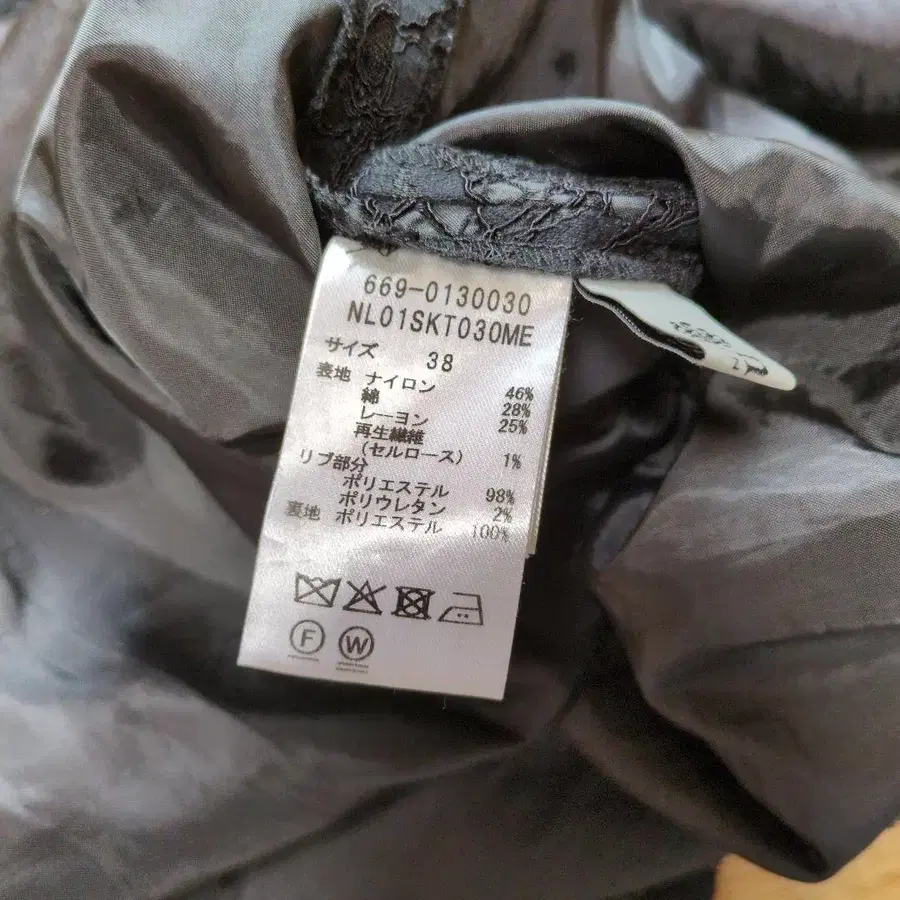 669-0130030
NL01SKT030ME
サイズ 38
表地 ナイロン 46%
綿 28%
レーヨン 25%
再生繊維
(セルロース) 1%
リブ部分
ポリエステル 98%
ポリウレタン 2%
裏地 ポリエステル 100%
F W